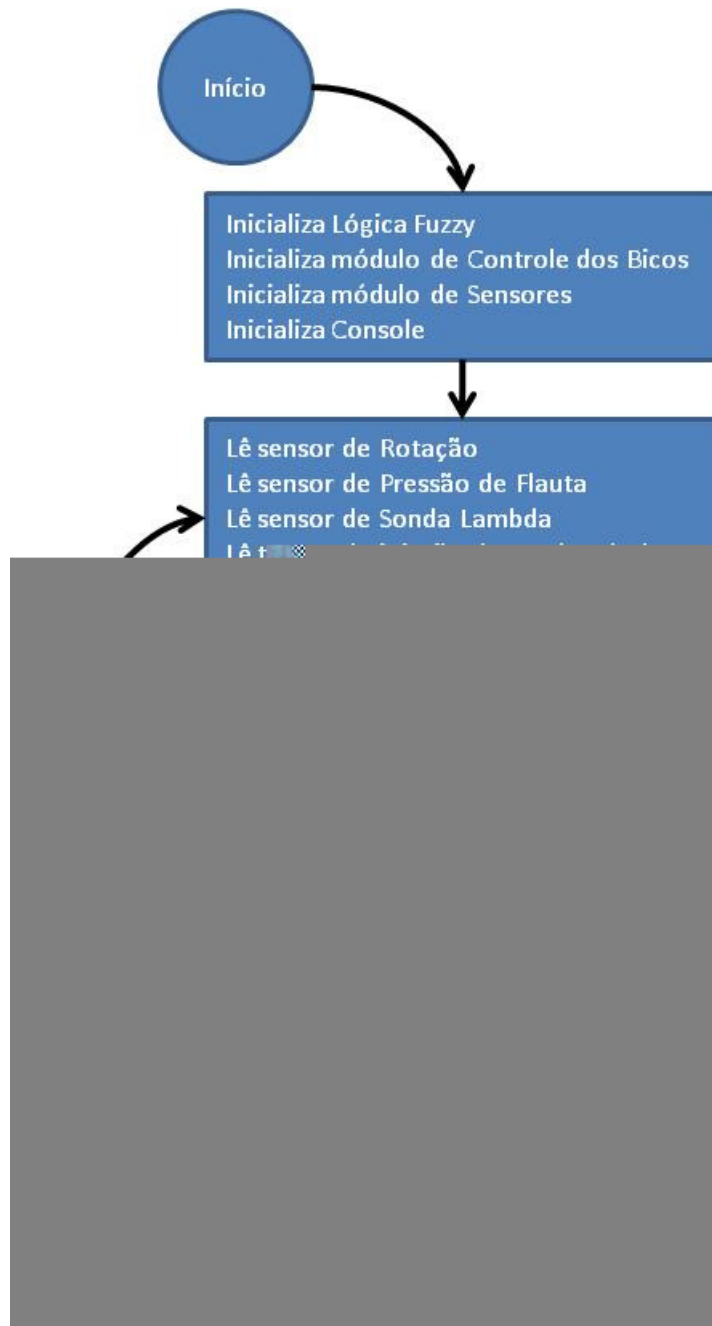 Início
Inicializa Lógica Fuzzy
Inicializa módulo de Controle dos Bicos
Inicializa módulo de Sensores
Inicializa Console
Lê sensor de Rotação
Lê sensor de Pressão de Flauta
Lê sensor de Sonda Lambda
Lê